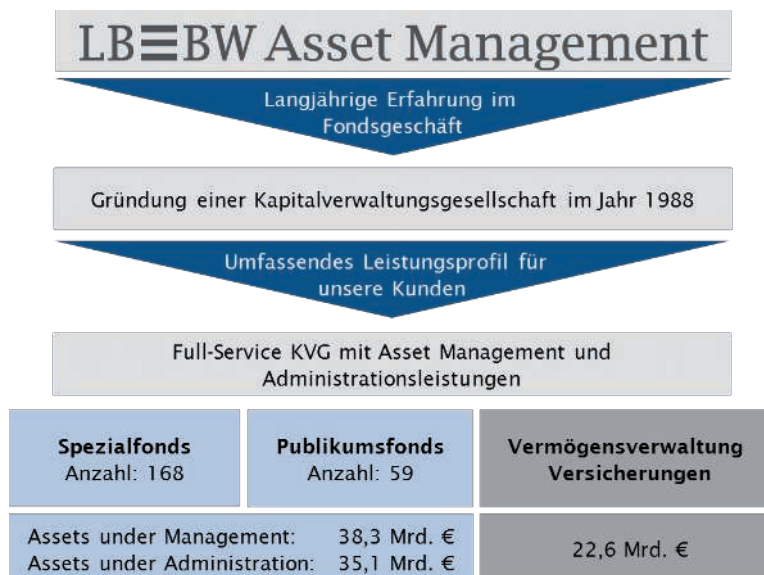 LB≡BW Asset Management
Langjährige Erfahrung im
Fondsgeschäft
Gründung einer Kapitalverwaltungsgesellschaft im Jahr 1988
Umfassendes Leistungsprofil für
unsere Kunden
Full-Service KVG mit Asset Management und
Administrationsleistungen
Spezialfonds
Anzahl: 168
Publikumsfonds
Anzahl: 59
Vermögensverwaltung
Versicherungen
Assets under Management: 38,3 Mrd. €
Assets under Administration: 35,1 Mrd. €
22,6 Mrd. €